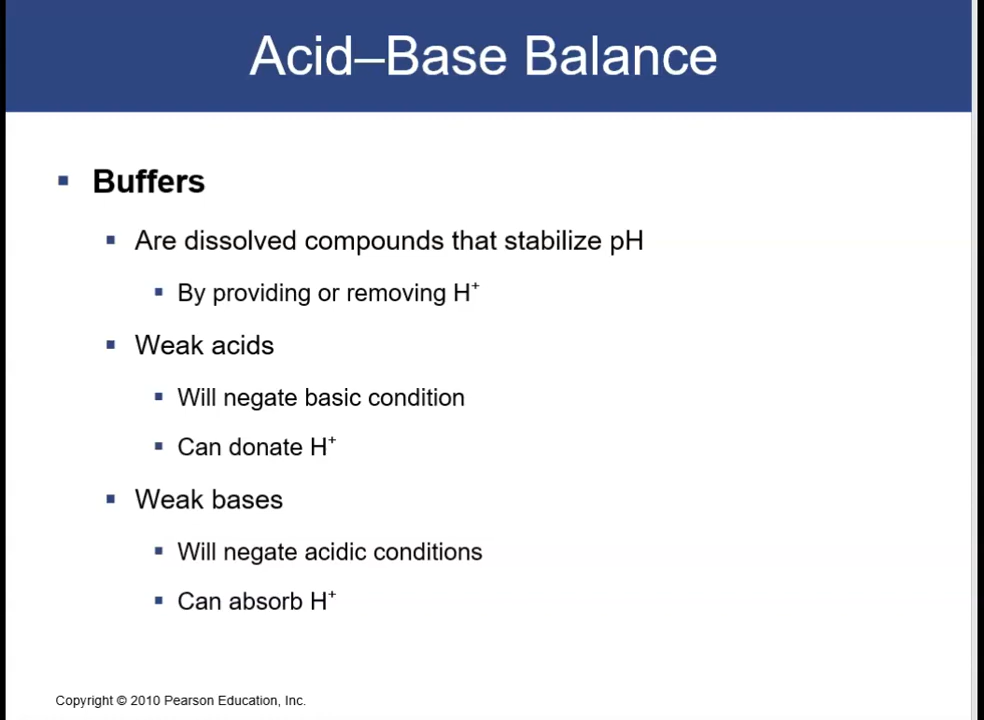 Acid–Base Balance
▪ Buffers
▪ Are dissolved compounds that stabilize pH
▪ By providing or removing H⁺
▪ Weak acids
▪ Will negate basic condition
▪ Can donate H⁺
▪ Weak bases
▪ Will negate acidic conditions
▪ Can absorb H⁺
Copyright © 2010 Pearson Education, Inc.